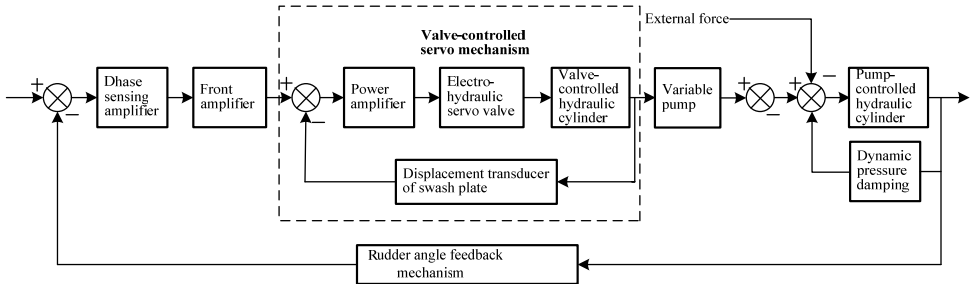 External force
Valve-controlled
servo mechanism
+
−
Dhase
sensing
amplifier
Front
amplifier
+
−
Power
amplifier
Electro-
hydraulic
servo valve
Valve-
controlled
hydraulic
cylinder
Variable
pump
+
−
+
−
Pump-
controlled
hydraulic
cylinder
Displacement transducer
of swash plate
Dynamic
pressure
damping
Rudder angle feedback
mechanism